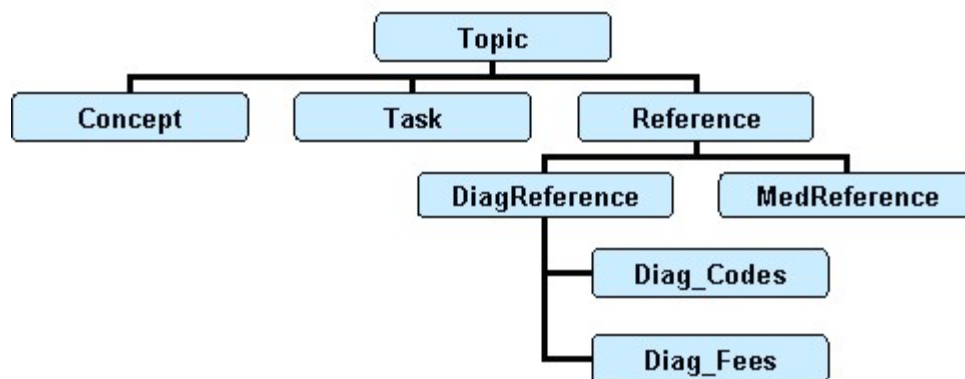 Topic
Concept Task Reference
DiagReference MedReference
Diag_Codes
Diag_Fees